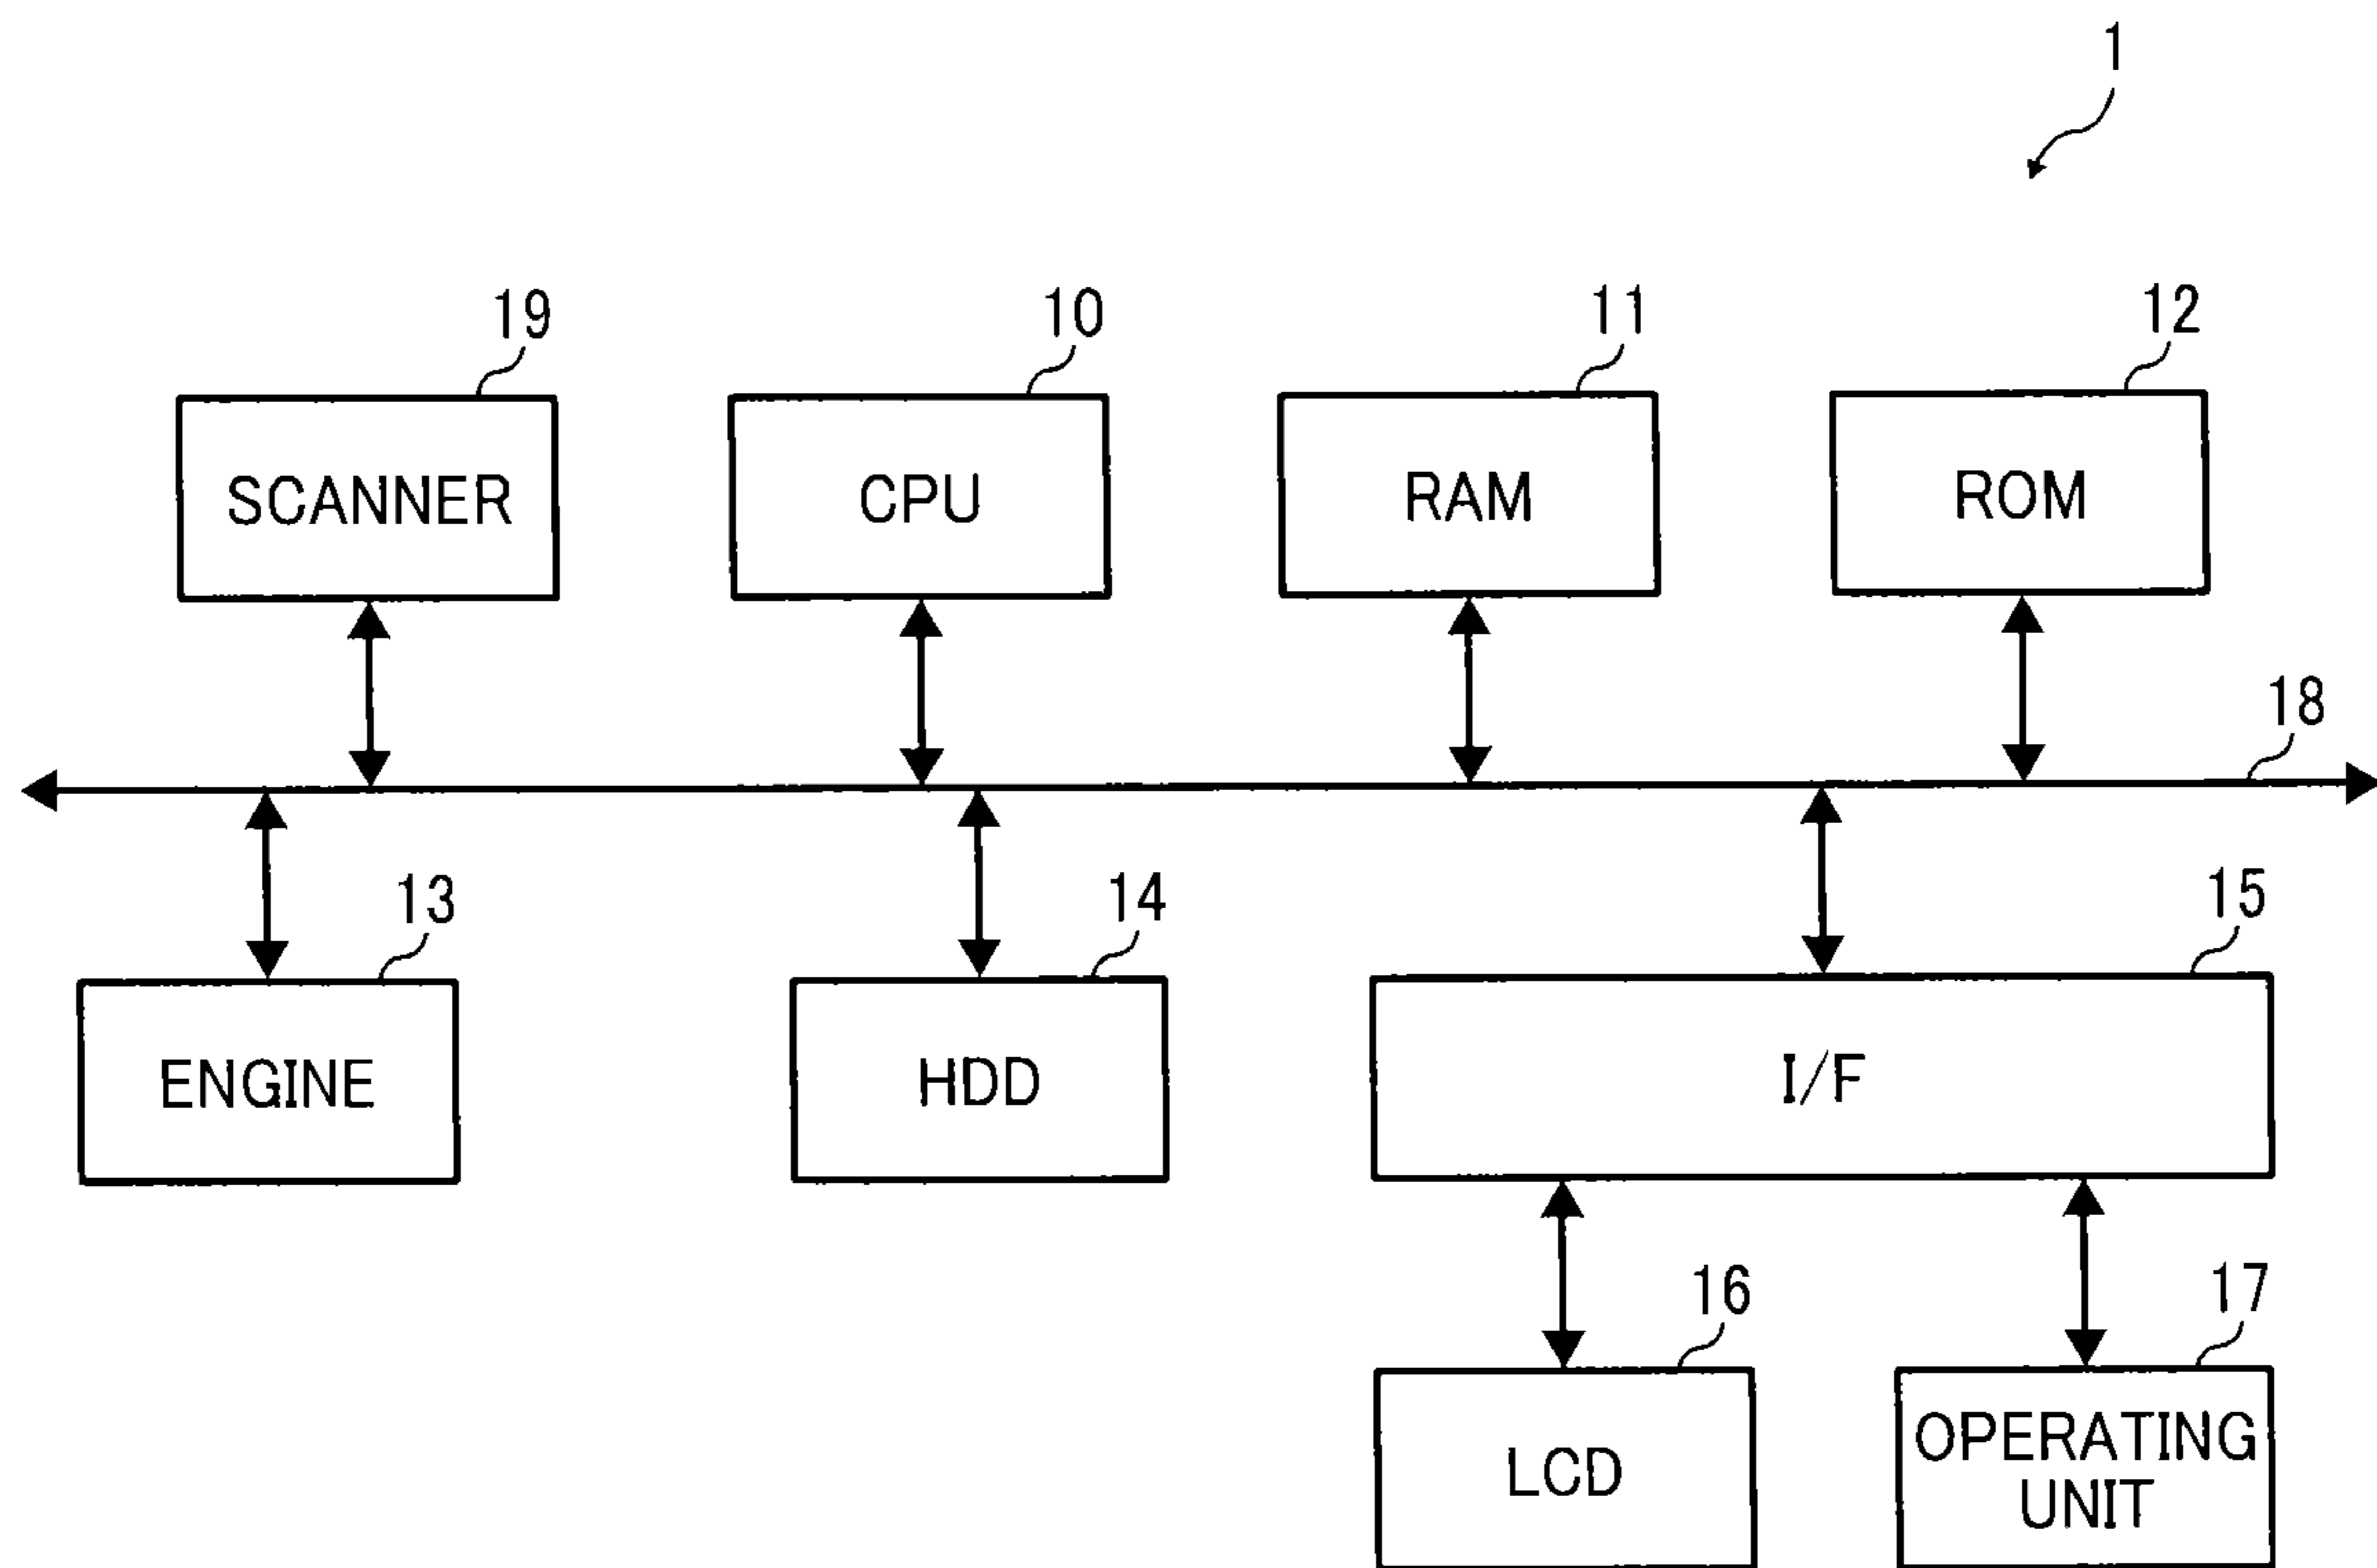 1
19
10
11
12
SCANNER
CPU
RAM
ROM
18
13
14
15
ENGINE
HDD
I/F
16
17
LCD
OPERATING
UNIT